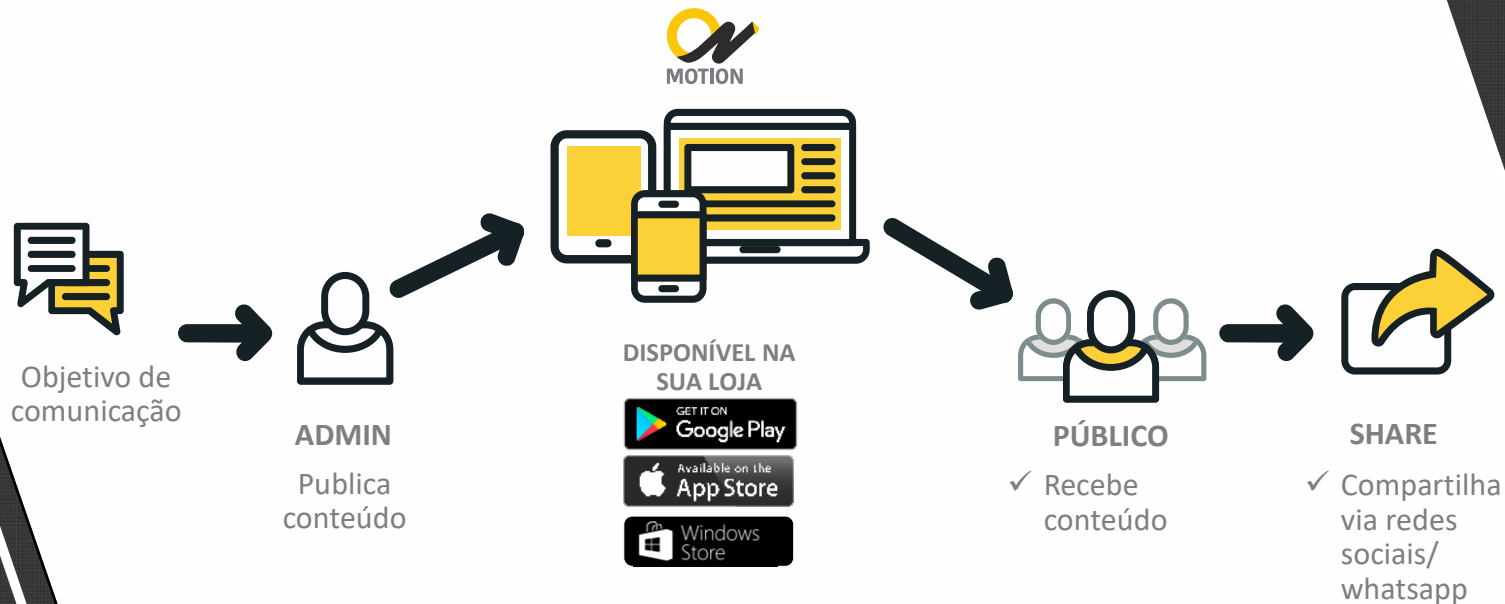 ON
MOTION
Objetivo de
comunicação
ADMIN
Publica
conteúdo
DISPONÍVEL NA
SUA LOJA
GET IT ON
Google Play
Available on the
App Store
Windows
Store
PÚBLICO
✓ Recebe
conteúdo
SHARE
✓ Compartilha
via redes
sociais/
whatsapp